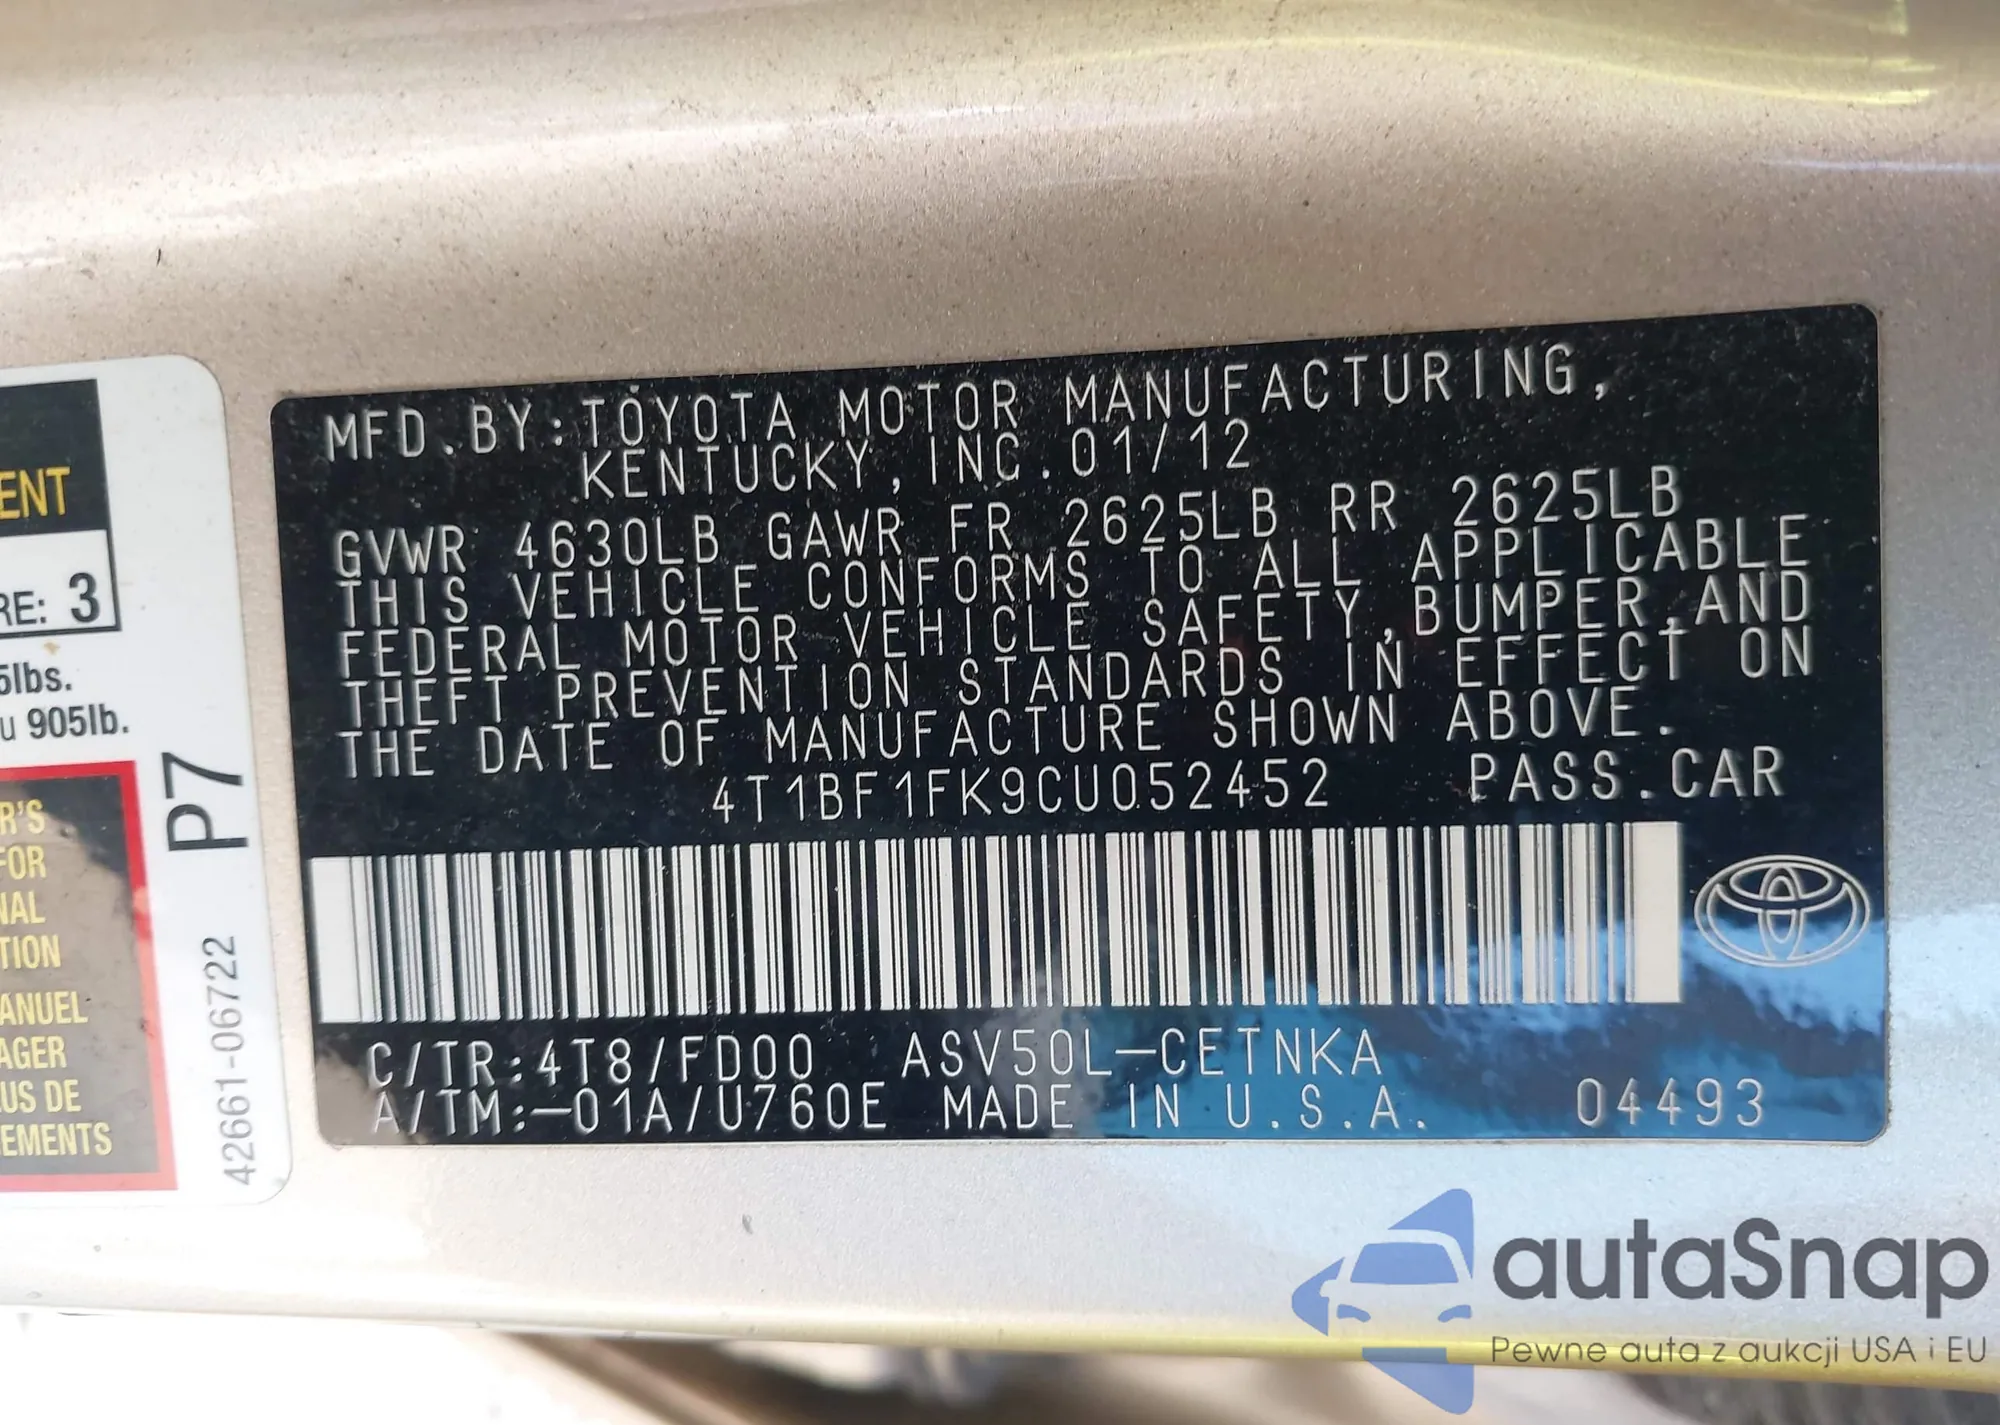 MFD.BY:TOYOTA MOTOR MANUFACTURING,
KENTUCKY,INC.01/12
GVWR 4630LB GAWR FR 2625LB RR 2625LB
THIS VEHICLE CONFORMS TO ALL APPLICABLE
FEDERAL MOTOR VEHICLE SAFETY,BUMPER,AND
THEFT PREVENTION STANDARDS IN EFFECT ON
THE DATE OF MANUFACTURE SHOWN ABOVE.
4T1BF1FK9CU052452 PASS.CAR
C/TR:4T8/FD00 ASV50L-CETNKA
A/TM:-01A/U760E MADE IN U.S.A. 04493
ENT
RE: 3
5lbs.
u 905lb.
R'S
FOR
NAL
TION
ANUEL
AGER
US DE
EMENTS
P7
42661-06722
autaSnap
Pewne auta z aukcji USA i EU